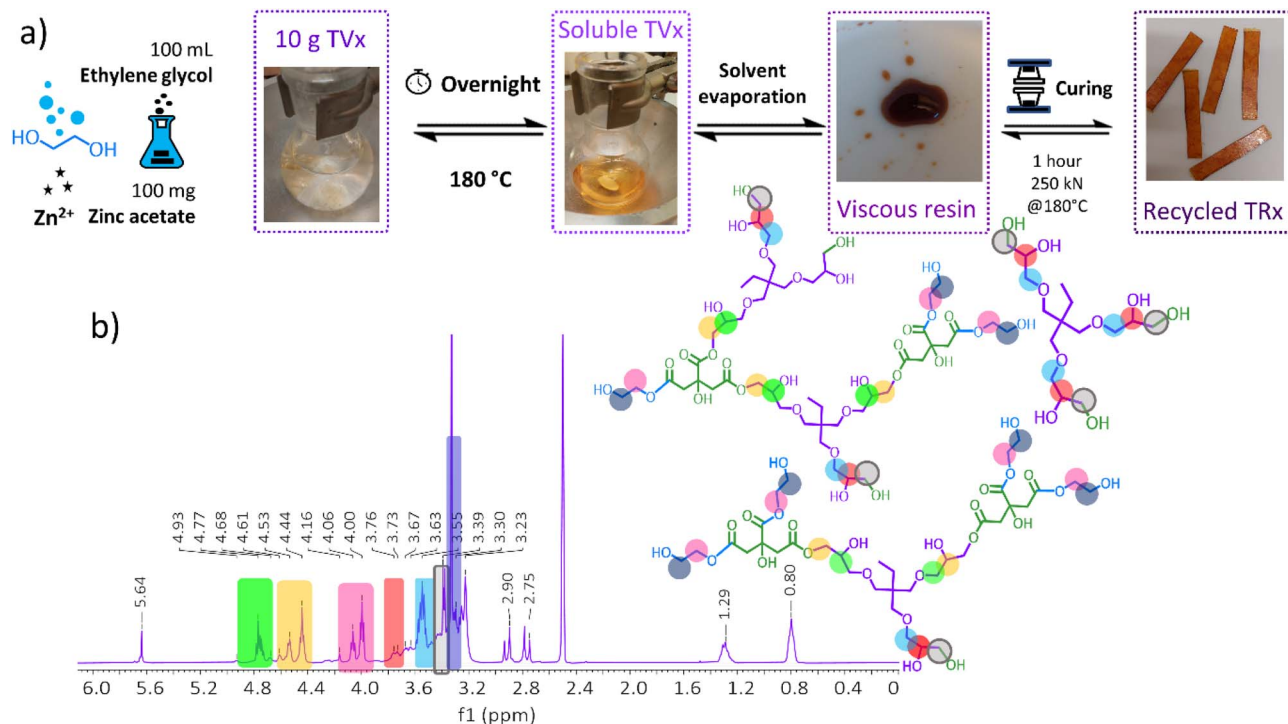 a)
100 mL
Ethylene glycol
HO
OH
Zn²⁺
100 mg
Zinc acetate
10 g TVx
Overnight
180 °C
Soluble TVx
Solvent
evaporation
Viscous resin
Curing
1 hour
250 kN
@180°C
Recycled TRx
b)
5.64
4.93
4.77
4.68
4.61
4.53
4.44
4.16
4.06
4.00
3.76
3.73
3.67
3.63
3.55
3.39
3.30
3.23
2.90
2.75
1.29
0.80
6.0 5.4 4.8 4.4 4.0 3.6 3.2 2.8 2.4 2.0 1.6 1.2 0.8 0.4 0
f1 (ppm)